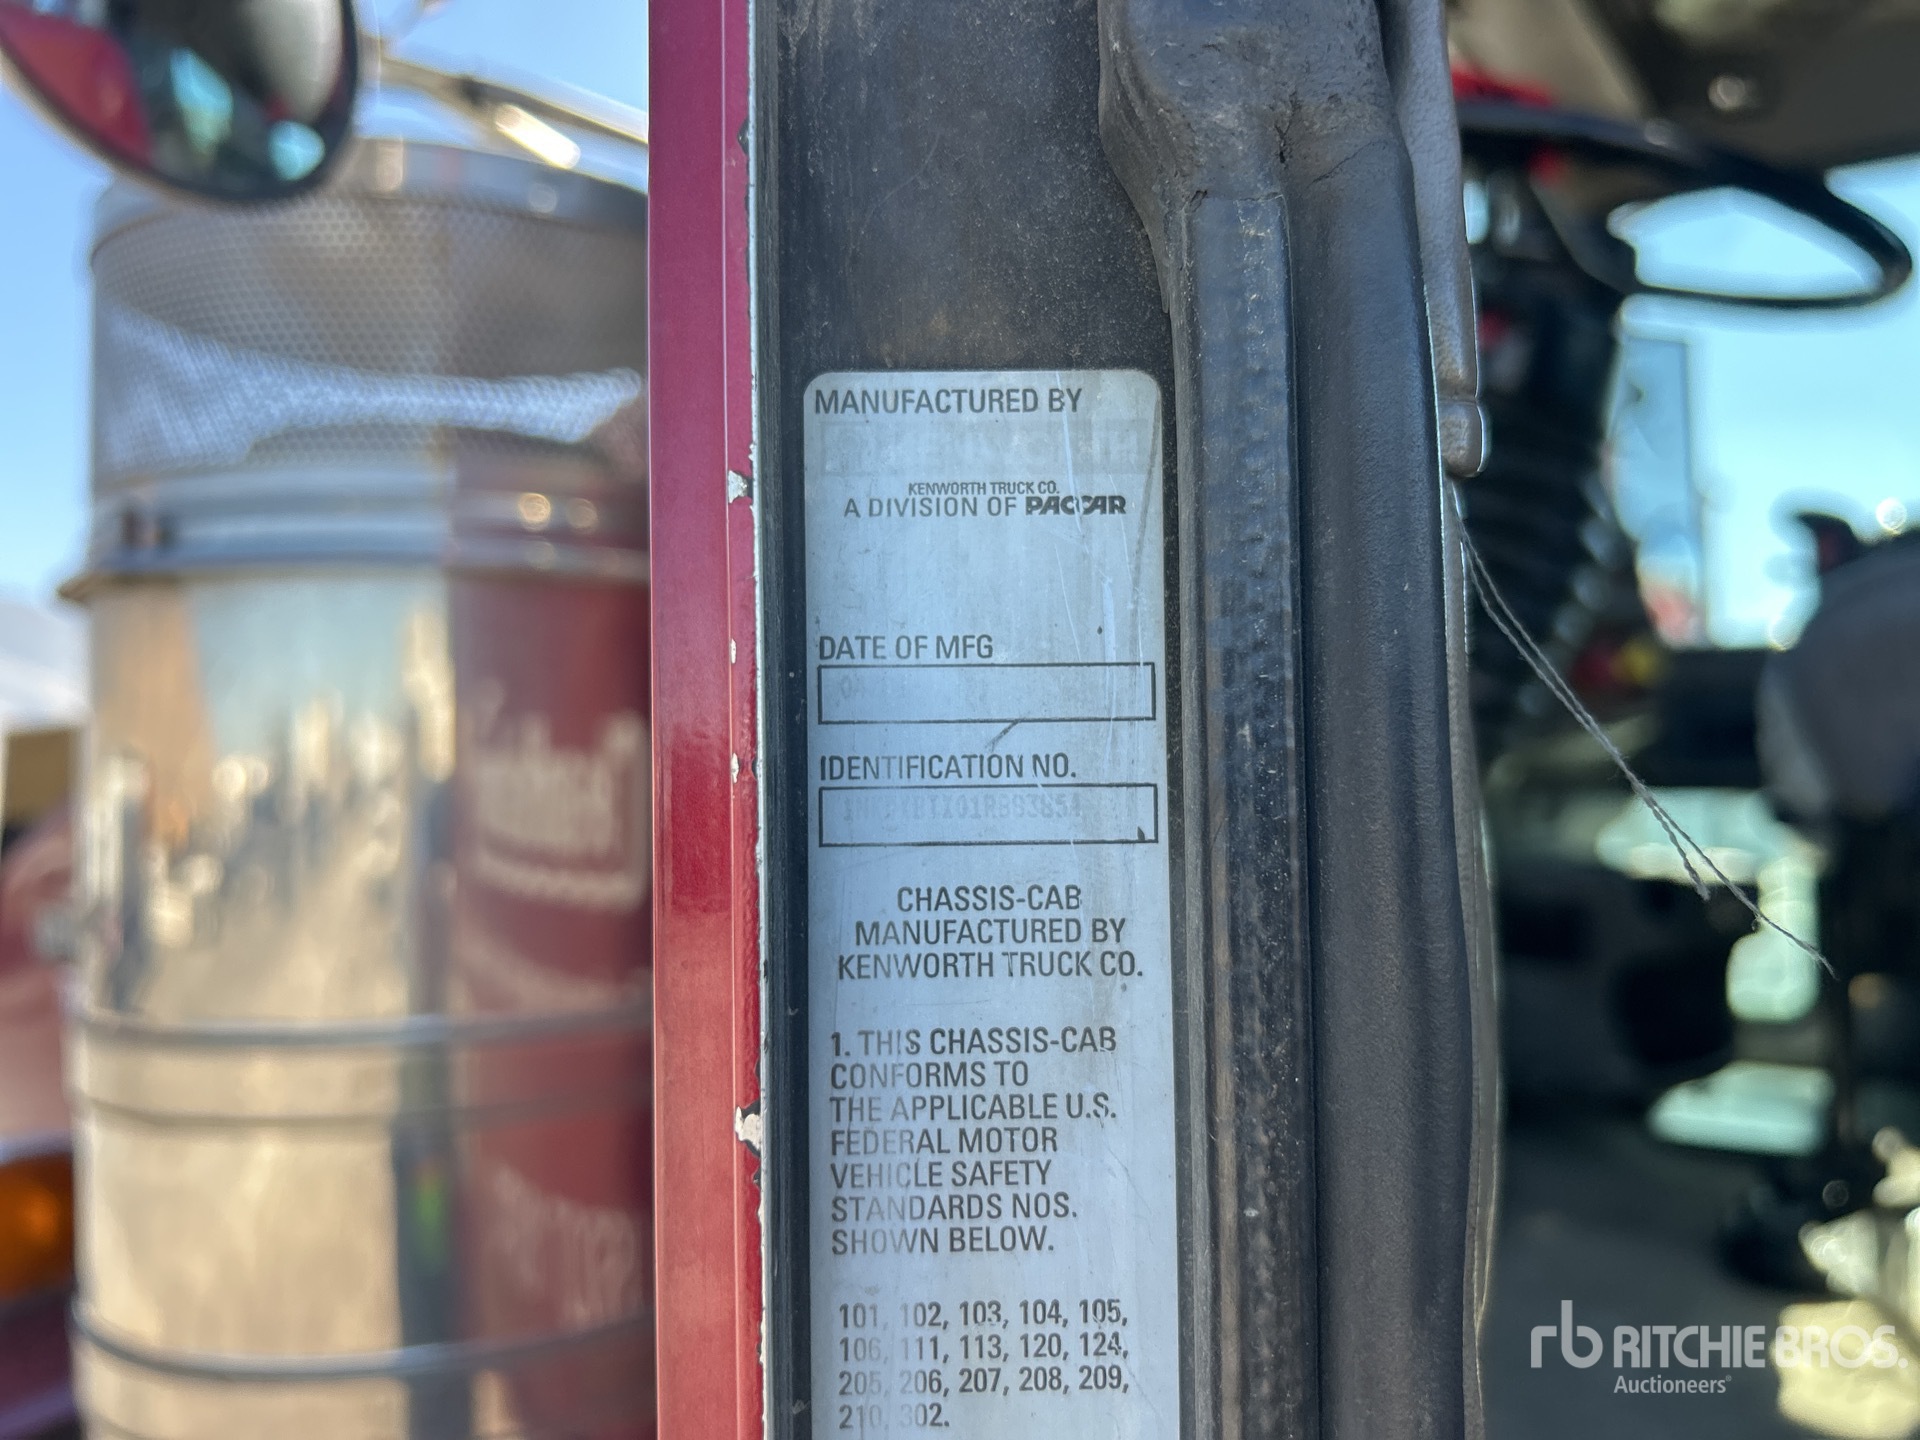 MANUFACTURED BY
KENWORTH TRUCK CO.
A DIVISION OF PACCAR
DATE OF MFG
IDENTIFICATION NO.
CHASSIS-CAB
MANUFACTURED BY
KENWORTH TRUCK CO.
1. THIS CHASSIS-CAB
CONFORMS TO
THE APPLICABLE U.S.
FEDERAL MOTOR
VEHICLE SAFETY
STANDARDS NOS.
SHOWN BELOW.
101, 102, 103, 104, 105,
106, 111, 113, 120, 124,
205, 206, 207, 208, 209,
210, 302.
rb RITCHIE BROS.
Auctioneers